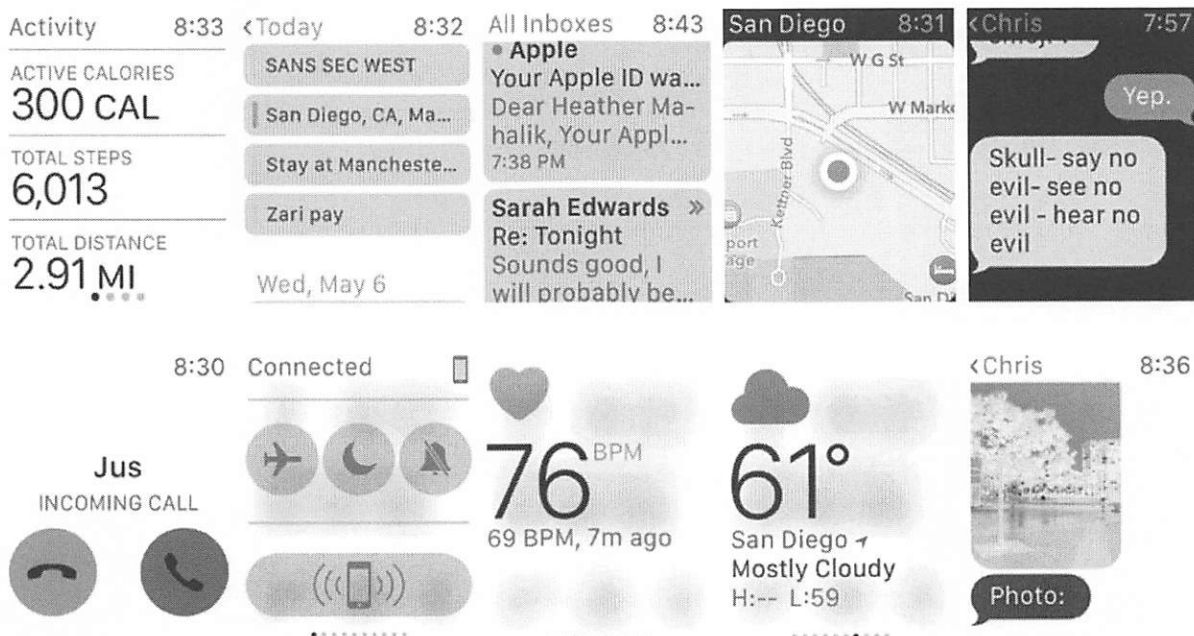 Activity 8:33
ACTIVE CALORIES
300 CAL
TOTAL STEPS
6,013
TOTAL DISTANCE
2.91 MI
<Today 8:32
SANS SEC WEST
San Diego, CA, Ma...
Stay at Mancheste...
Zari pay
Wed, May 6
All Inboxes 8:43
Apple
Your Apple ID wa...
Dear Heather Ma-
halik, Your Appl...
7:38 PM
Sarah Edwards »
Re: Tonight
Sounds good, I
will probably be...
San Diego 8:31
W G St
W Marke
Kettner Blvd
port
age
San Di
<Chris 7:57
Yep.
Skull- say no
evil- see no
evil - hear no
evil
8:30
Jus
INCOMING CALL
Connected
76 BPM
69 BPM, 7m ago
61°
San Diego
Mostly Cloudy
H:-- L:59
<Chris 8:36
Photo: